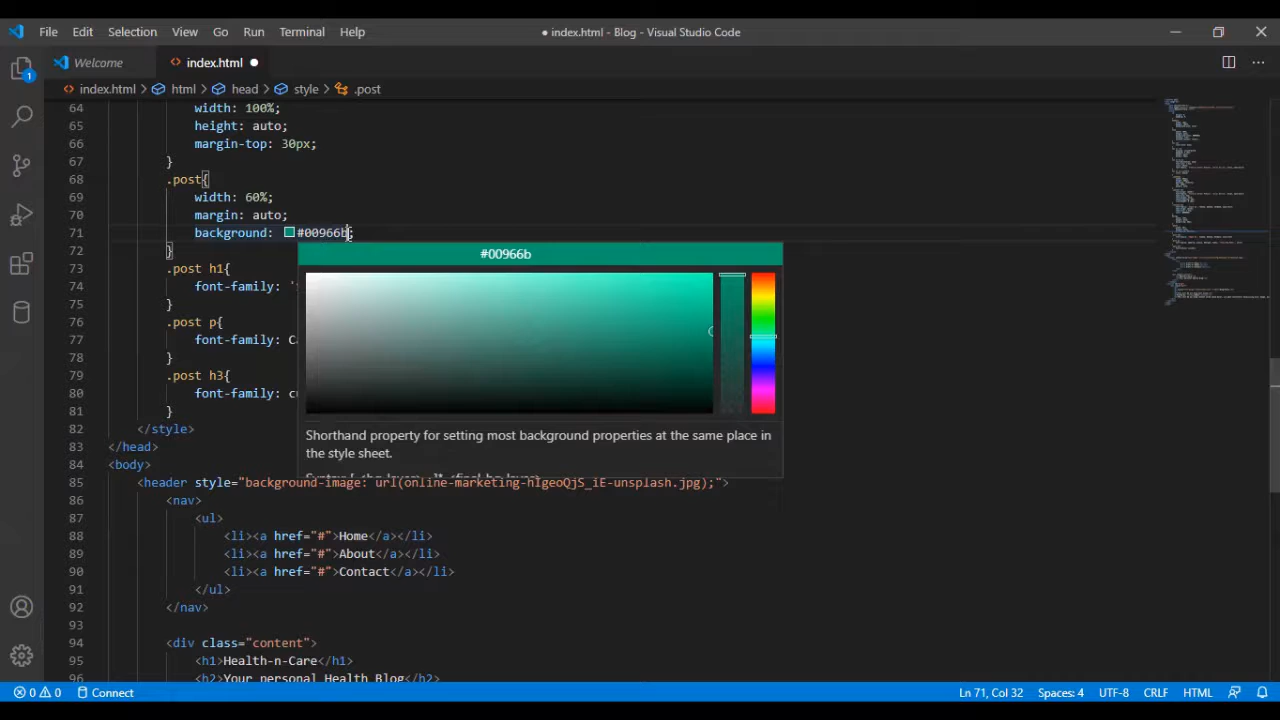 File Edit Selection View Go Run Terminal Help ● index.html - Blog - Visual Studio Code
Welcome index.html
index.html > html > head > style > .post
64 width: 100%;
65 height: auto;
66 margin-top: 30px;
67 }
68 .post{
69 width: 60%;
70 margin: auto;
71 background: #00966b;
72 }
#00966b
73 .post h1{
74 font-family: '
75 }
76 .post p{
77 font-family: C
78 }
79 .post h3{
80 font-family: c
81 }
82 </style>
Shorthand property for setting most background properties at the same place in
the style sheet.
83 </head>
84 <body>
85 <header style="background-image: url(online-marketing-hIgeoQjS_iE-unsplash.jpg);">
86 <nav>
87 <ul>
88 <li><a href="#">Home</a></li>
89 <li><a href="#">About</a></li>
90 <li><a href="#">Contact</a></li>
91 </ul>
92 </nav>
93
94 <div class="content">
95 <h1>Health-n-Care</h1>
96 <h2>Your personal Health Blog</h2>
0 0 Connect Ln 71, Col 32 Spaces: 4 UTF-8 CRLF HTML
1